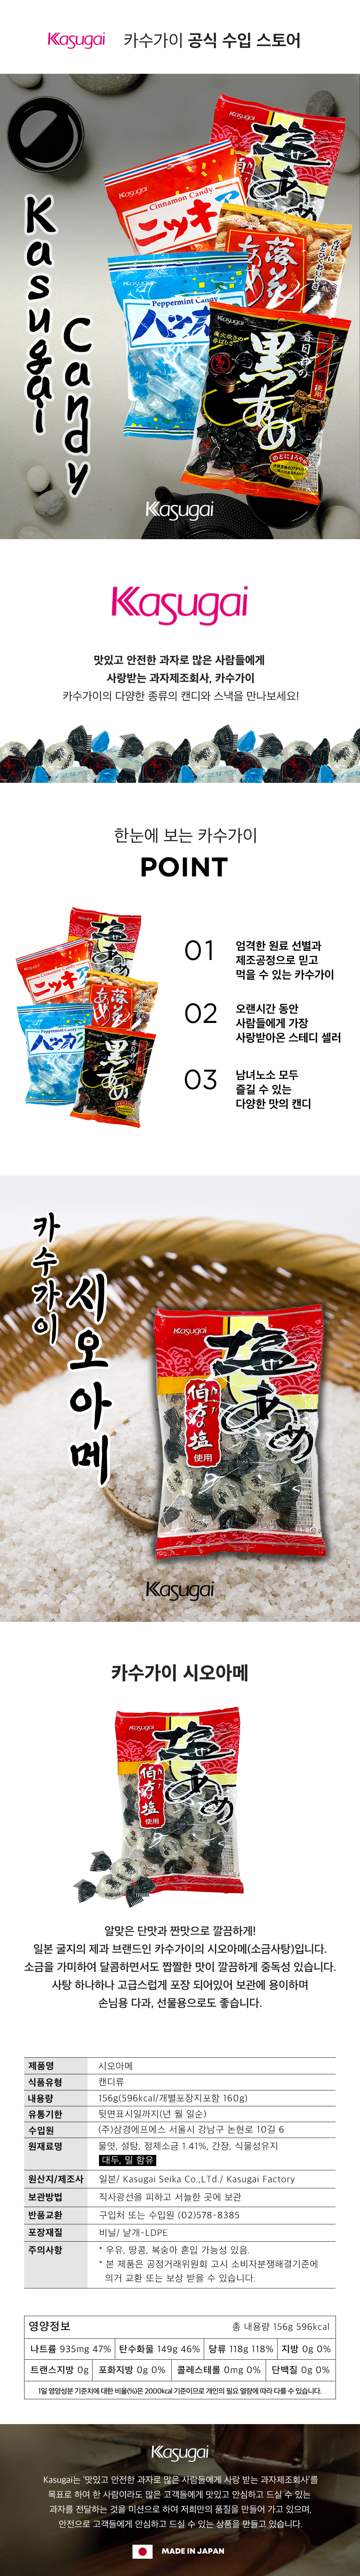 Kasugai 카수가이 공식 수입 스토어
Kasugai
Candy
Kasugai
塩あめ
Kasugai
Cinnamon Candy
ニッキ
落花あめ
Peppermint Candy
ハッカ
Kasugai
春日井の
黒あめ
Kasugai
Kasugai
맛있고 안전한 과자로 많은 사람들에게
사랑받는 과자제조회사, 카수가이
카수가이의 다양한 종류의 캔디와 스낵을 만나보세요!
한눈에 보는 카수가이
POINT
01 엄격한 원료 선별과
제조공정으로 믿고
먹을 수 있는 카수가이
02 오랜시간 동안
사람들에게 가장
사랑받아온 스테디 셀러
03 남녀노소 모두
즐길 수 있는
다양한 맛의 캔디
카수가이
시오아메
Kasugai
塩あめ
伯方の塩
使用
Kasugai
카수가이 시오아메
Kasugai
塩あめ
伯方の塩
使用
알맞은 단맛과 짠맛으로 깔끔하게!
일본 굴지의 제과 브랜드인 카수가이의 시오아메(소금사탕)입니다.
소금을 가미하여 달콤하면서도 짭짤한 맛이 깔끔하게 중독성 있습니다.
사탕 하나하나 고급스럽게 포장 되어있어 보관에 용이하며
손님용 다과, 선물용으로도 좋습니다.
제품명 시오아메
식품유형 캔디류
내용량 156g(596kcal/개별포장지포함 160g)
유통기한 뒷면표시일까지(년 월 일순)
수입원 (주)삼경에프에스 서울시 강남구 논현로 10길 6
원재료명 물엿, 설탕, 정제소금 1.41%, 간장, 식물성유지
대두, 밀 함유
원산지/제조사 일본/ Kasugai Seika Co.,LTd./ Kasugai Factory
보관방법 직사광선을 피하고 서늘한 곳에 보관
반품교환 구입처 또는 수입원 (02)578-8385
포장재질 비닐/ 낱개-LDPE
주의사항 * 우유, 땅콩, 복숭아 혼입 가능성 있음.
* 본 제품은 공정거래위원회 고시 소비자분쟁해결기준에
의거 교환 또는 보상 받을 수 있습니다.
영양정보 총 내용량 156g 596kcal
나트륨 935mg 47% 탄수화물 149g 46% 당류 118g 118% 지방 0g 0%
트랜스지방 0g 포화지방 0g 0% 콜레스테롤 0mg 0% 단백질 0g 0%
1일 영양성분 기준치에 대한 비율(%)은 2000kcal 기준이므로 개인의 필요 열량에 따라 다를 수 있습니다.
Kasugai
Kasugai는 '맛있고 안전한 과자로 많은 사람들에게 사랑 받는 과자제조회사'를
목표로 하여 한 사람이라도 많은 고객들에게 맛있고 안심하고 드실 수 있는
과자를 전달하는 것을 미션으로 하여 저희만의 품질을 만들어 가고 있으며,
안전으로 고객들에게 안심하고 드실 수 있는 상품을 만들고 있습니다.
MADE IN JAPAN